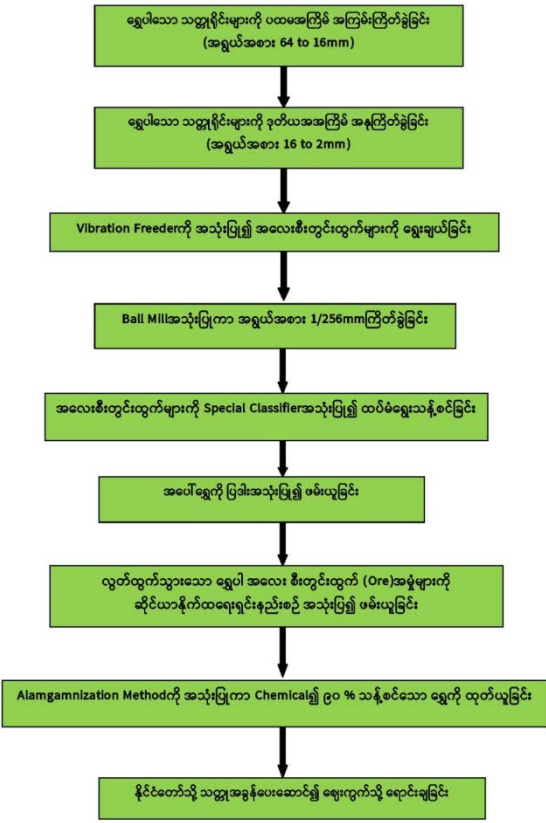 ရွှေပါသော သတ္တုရိုင်းများကို ပထမအကြိမ် အကြမ်းကြိတ်ခွဲခြင်း
(အရွယ်အစား 64 to 16mm)
ရွှေပါသော သတ္တုရိုင်းများကို ဒုတိယအအကြိမ် အနုကြိတ်ခွဲခြင်း
(အရွယ်အစား 16 to 2mm)
Vibration Freederကို အသုံးပြု၍ အလေးစီးတွင်းထွက်များကို ရွေးချယ်ခြင်း
Ball Millအသုံးပြုကာ အရွယ်အစား 1/256mmကြိတ်ခွဲခြင်း
အလေးစီးတွင်းထွက်များကို Special Classifierအသုံးပြု၍ ထပ်မံရွေးသန့်စင်ခြင်း
အပေါ်ရွှေကို ပြဒါးအသုံးပြု၍ ဖမ်းယူခြင်း
လွတ်ထွက်သွားသော ရွှေပါ အလေး စီးတွင်းထွက် (Ore)အမှုံများကို
ဆိုင်ယာနိုက်ထရေးရှင်းနည်းစဉ် အသုံးပြု၍ ဖမ်းယူခြင်း
Alamgamnization Methodကို အသုံးပြုကာ Chemical၍ ၉၀ % သန့်စင်သော ရွှေကို ထုတ်ယူခြင်း
နိုင်ငံတော်သို့ သတ္တုအခွန်ပေးဆောင်၍ ဈေးကွက်သို့ ရောင်းချခြင်း